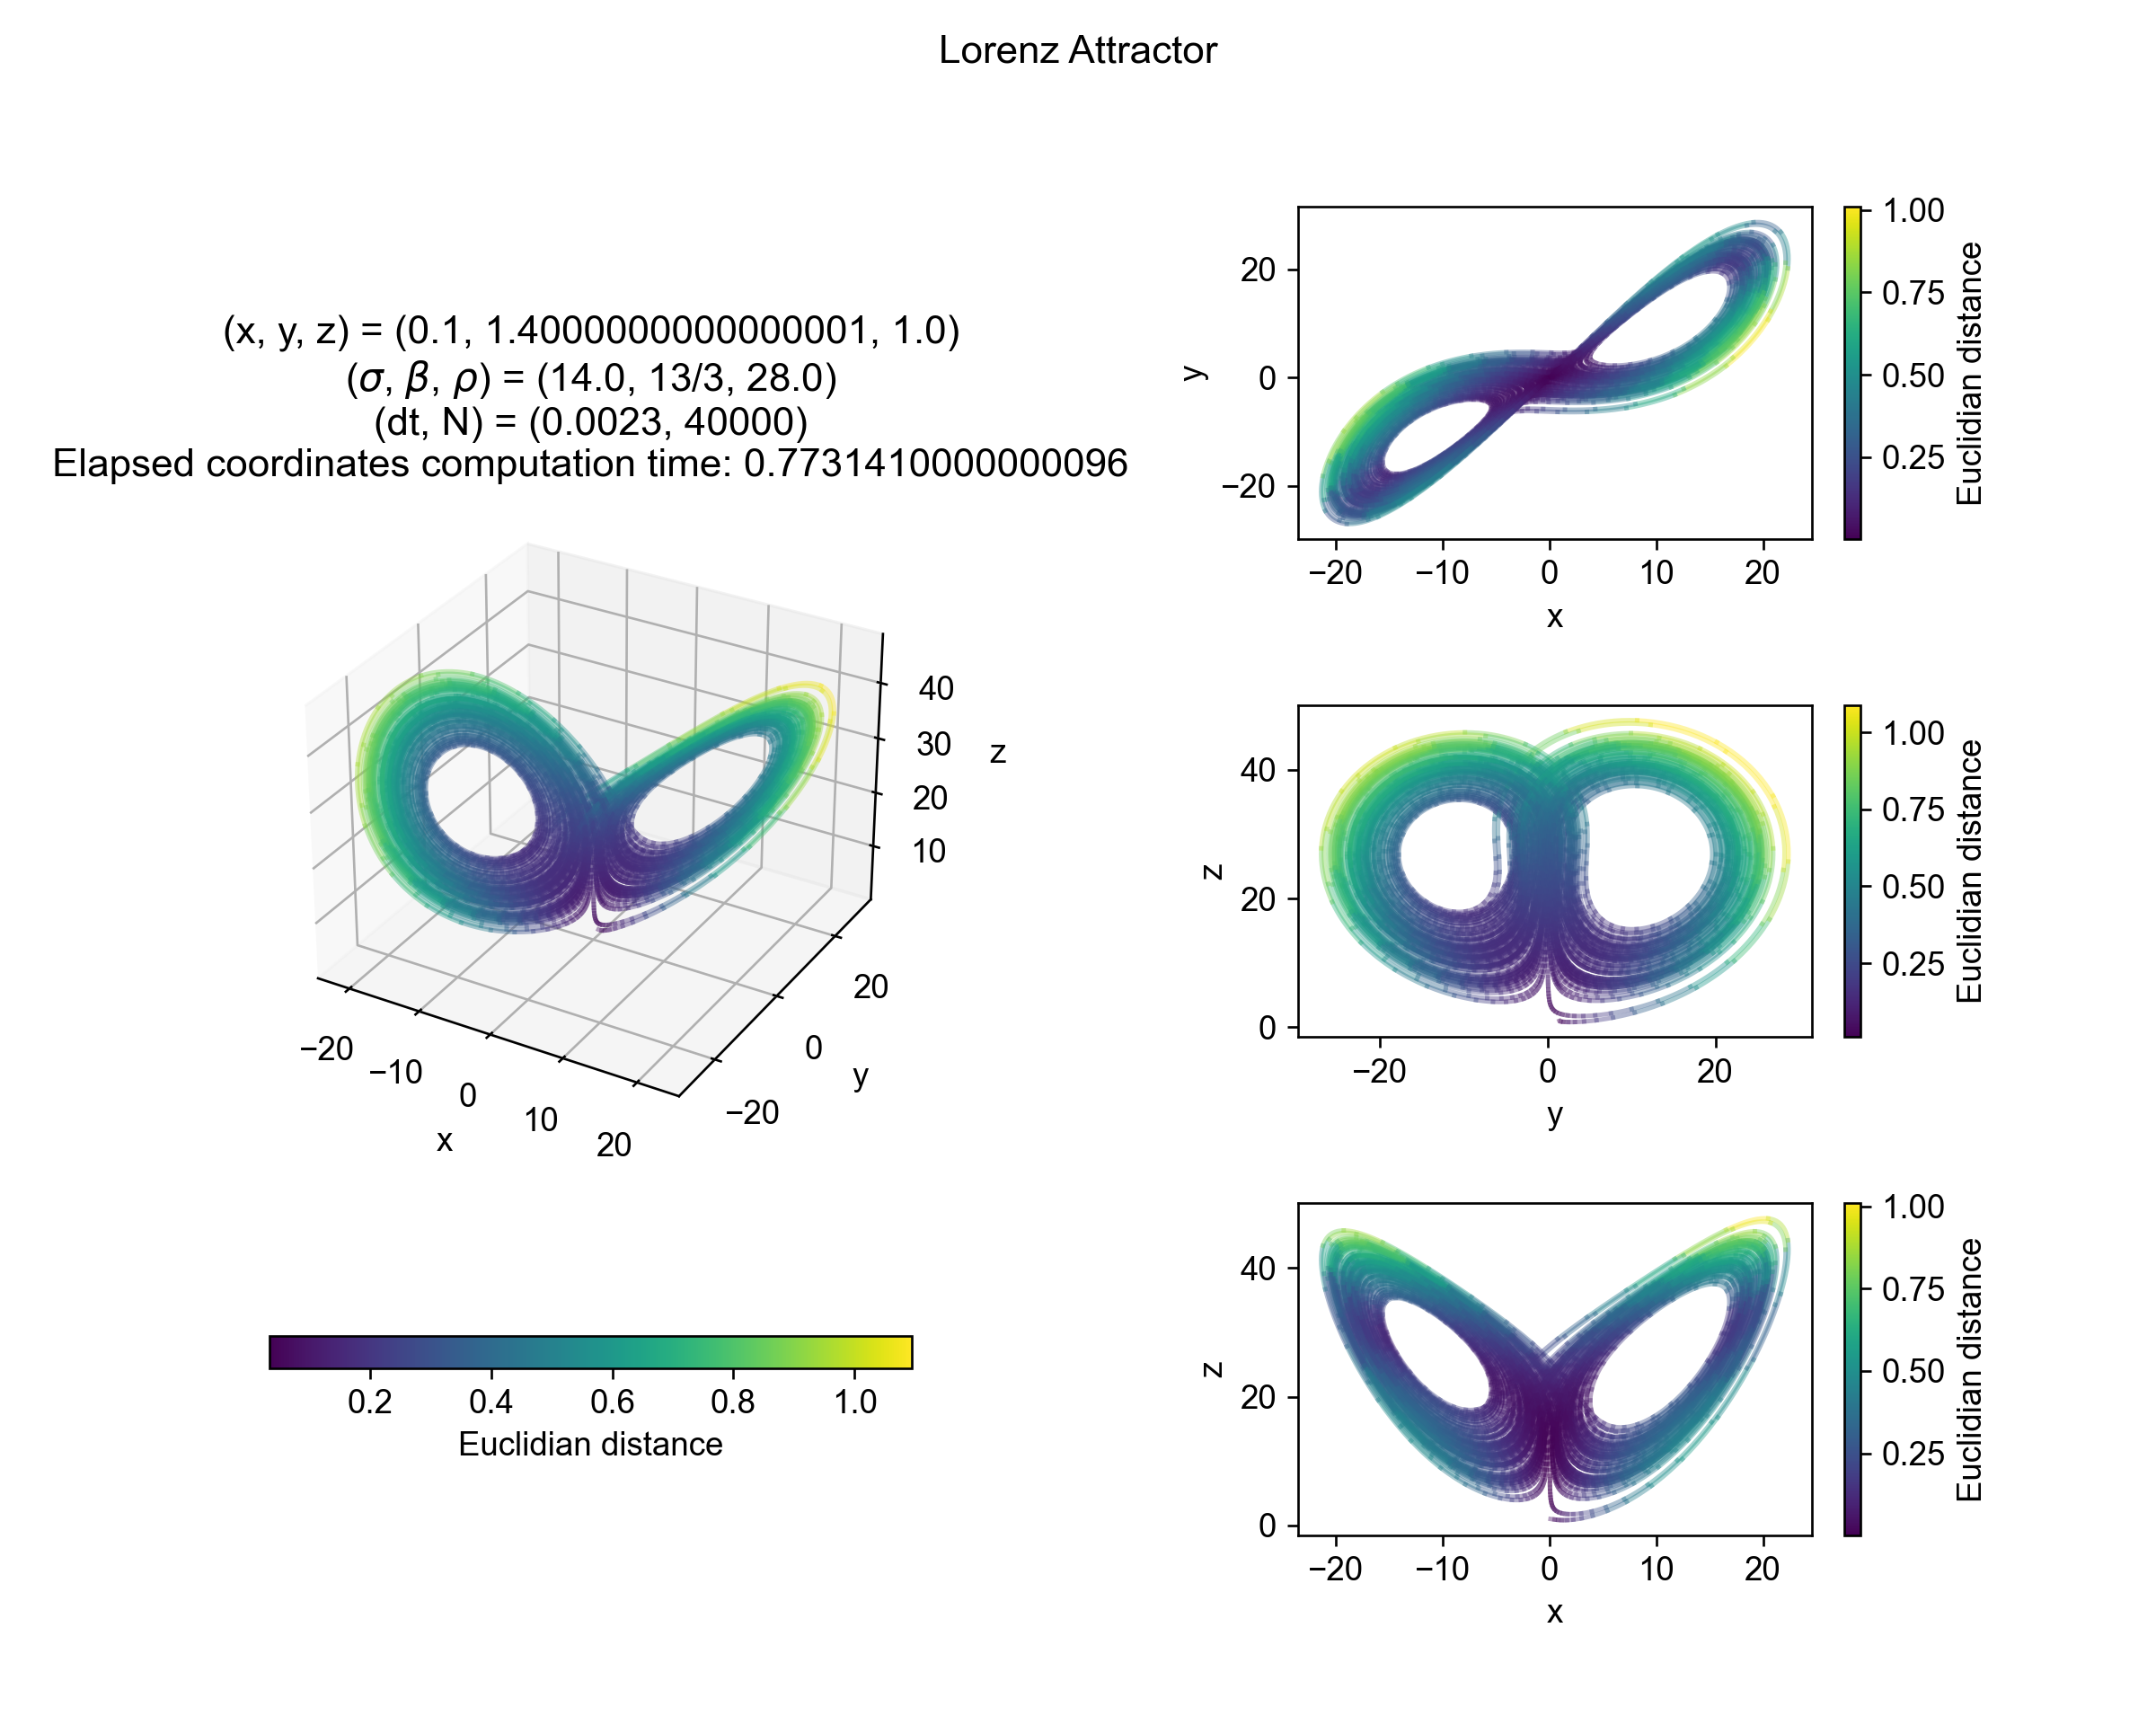 Lorenz Attractor
(x, y, z) = (0.1, 1.4000000000000001, 1.0)
(σ, β, ρ) = (14.0, 13/3, 28.0)
(dt, N) = (0.0023, 40000)
Elapsed coordinates computation time: 0.7731410000000096
40
30
20
10
z
20
0
−20
y
−20
−10
0
10
20
x
0.2 0.4 0.6 0.8 1.0
Euclidian distance
20
0
−20
y
−20 −10 0 10 20
x
1.00
0.75
0.50
0.25
Euclidian distance
40
20
0
z
−20 0 20
y
1.00
0.75
0.50
0.25
Euclidian distance
40
20
0
z
−20 −10 0 10 20
x
1.00
0.75
0.50
0.25
Euclidian distance